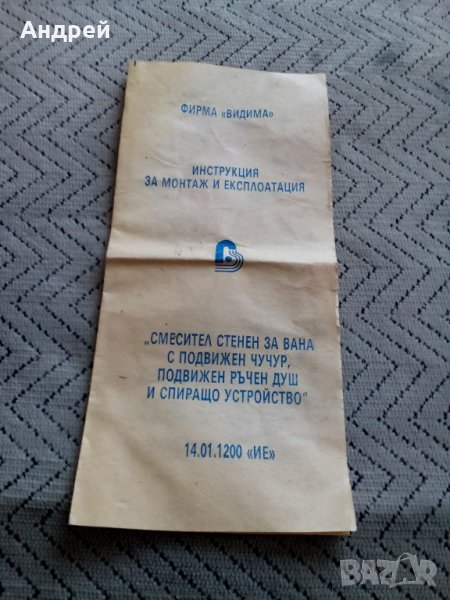 Андрей
ФИРМА «ВИДИМА»
ИНСТРУКЦИЯ
ЗА МОНТАЖ И ЕКСПЛОАТАЦИЯ
„СМЕСИТЕЛ СТЕНЕН ЗА ВАНА
С ПОДВИЖЕН ЧУЧУР,
ПОДВИЖЕН РЪЧЕН ДУШ
И СПИРАЩО УСТРОЙСТВО"
14.01.1200 «ИЕ»
BAZAR